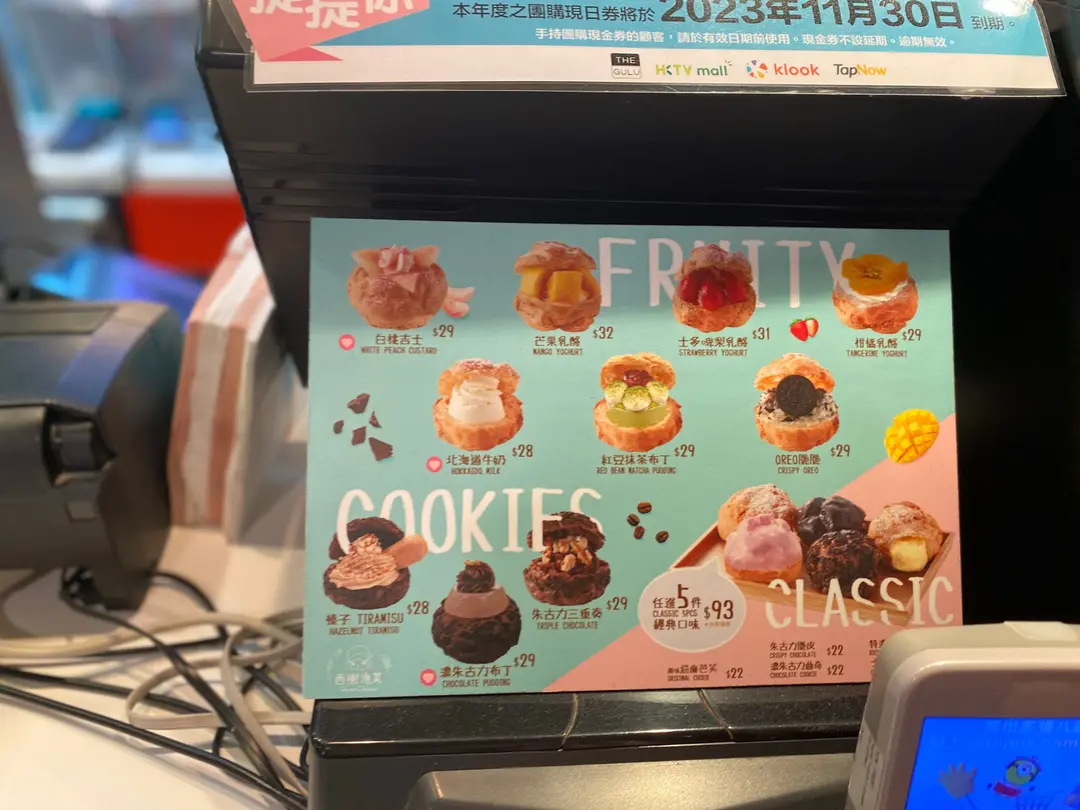 提提你
本年度之團購現金券將於 2023年11月30日 到期。
手持團購現金券的顧客，請於有效日期前使用。現金券不設延期。逾期無效。
THE GULU HKTV mall klook TapNow
FRUITY
白桃吉士 $29
WHITE PEACH CUSTARD
芒果乳酪 $32
MANGO YOGHURT
士多啤梨乳酪 $31
STRAWBERRY YOGHURT
柑橘乳酪 $29
TANGERINE YOGHURT
北海道牛奶 $28
HOKKAIDO MILK
紅豆抹茶布丁 $29
RED BEAN MATCHA PUDDING
OREO脆脆 $29
CRISPY OREO
COOKIES
榛子 TIRAMISU $28
HAZELNUT TIRAMISU
濃朱古力布丁 $29
CHOCOLATE PUDDING
朱古力三重奏 $29
TRIPLE CHOCOLATE
CLASSIC
任選5件
CLASSIC 5PCS
經典口味
$93
$22
朱古力脆皮 $22
CRISPY CHOCOLATE
濃朱古力曲奇 $22
CHOCOLATE COOKIE